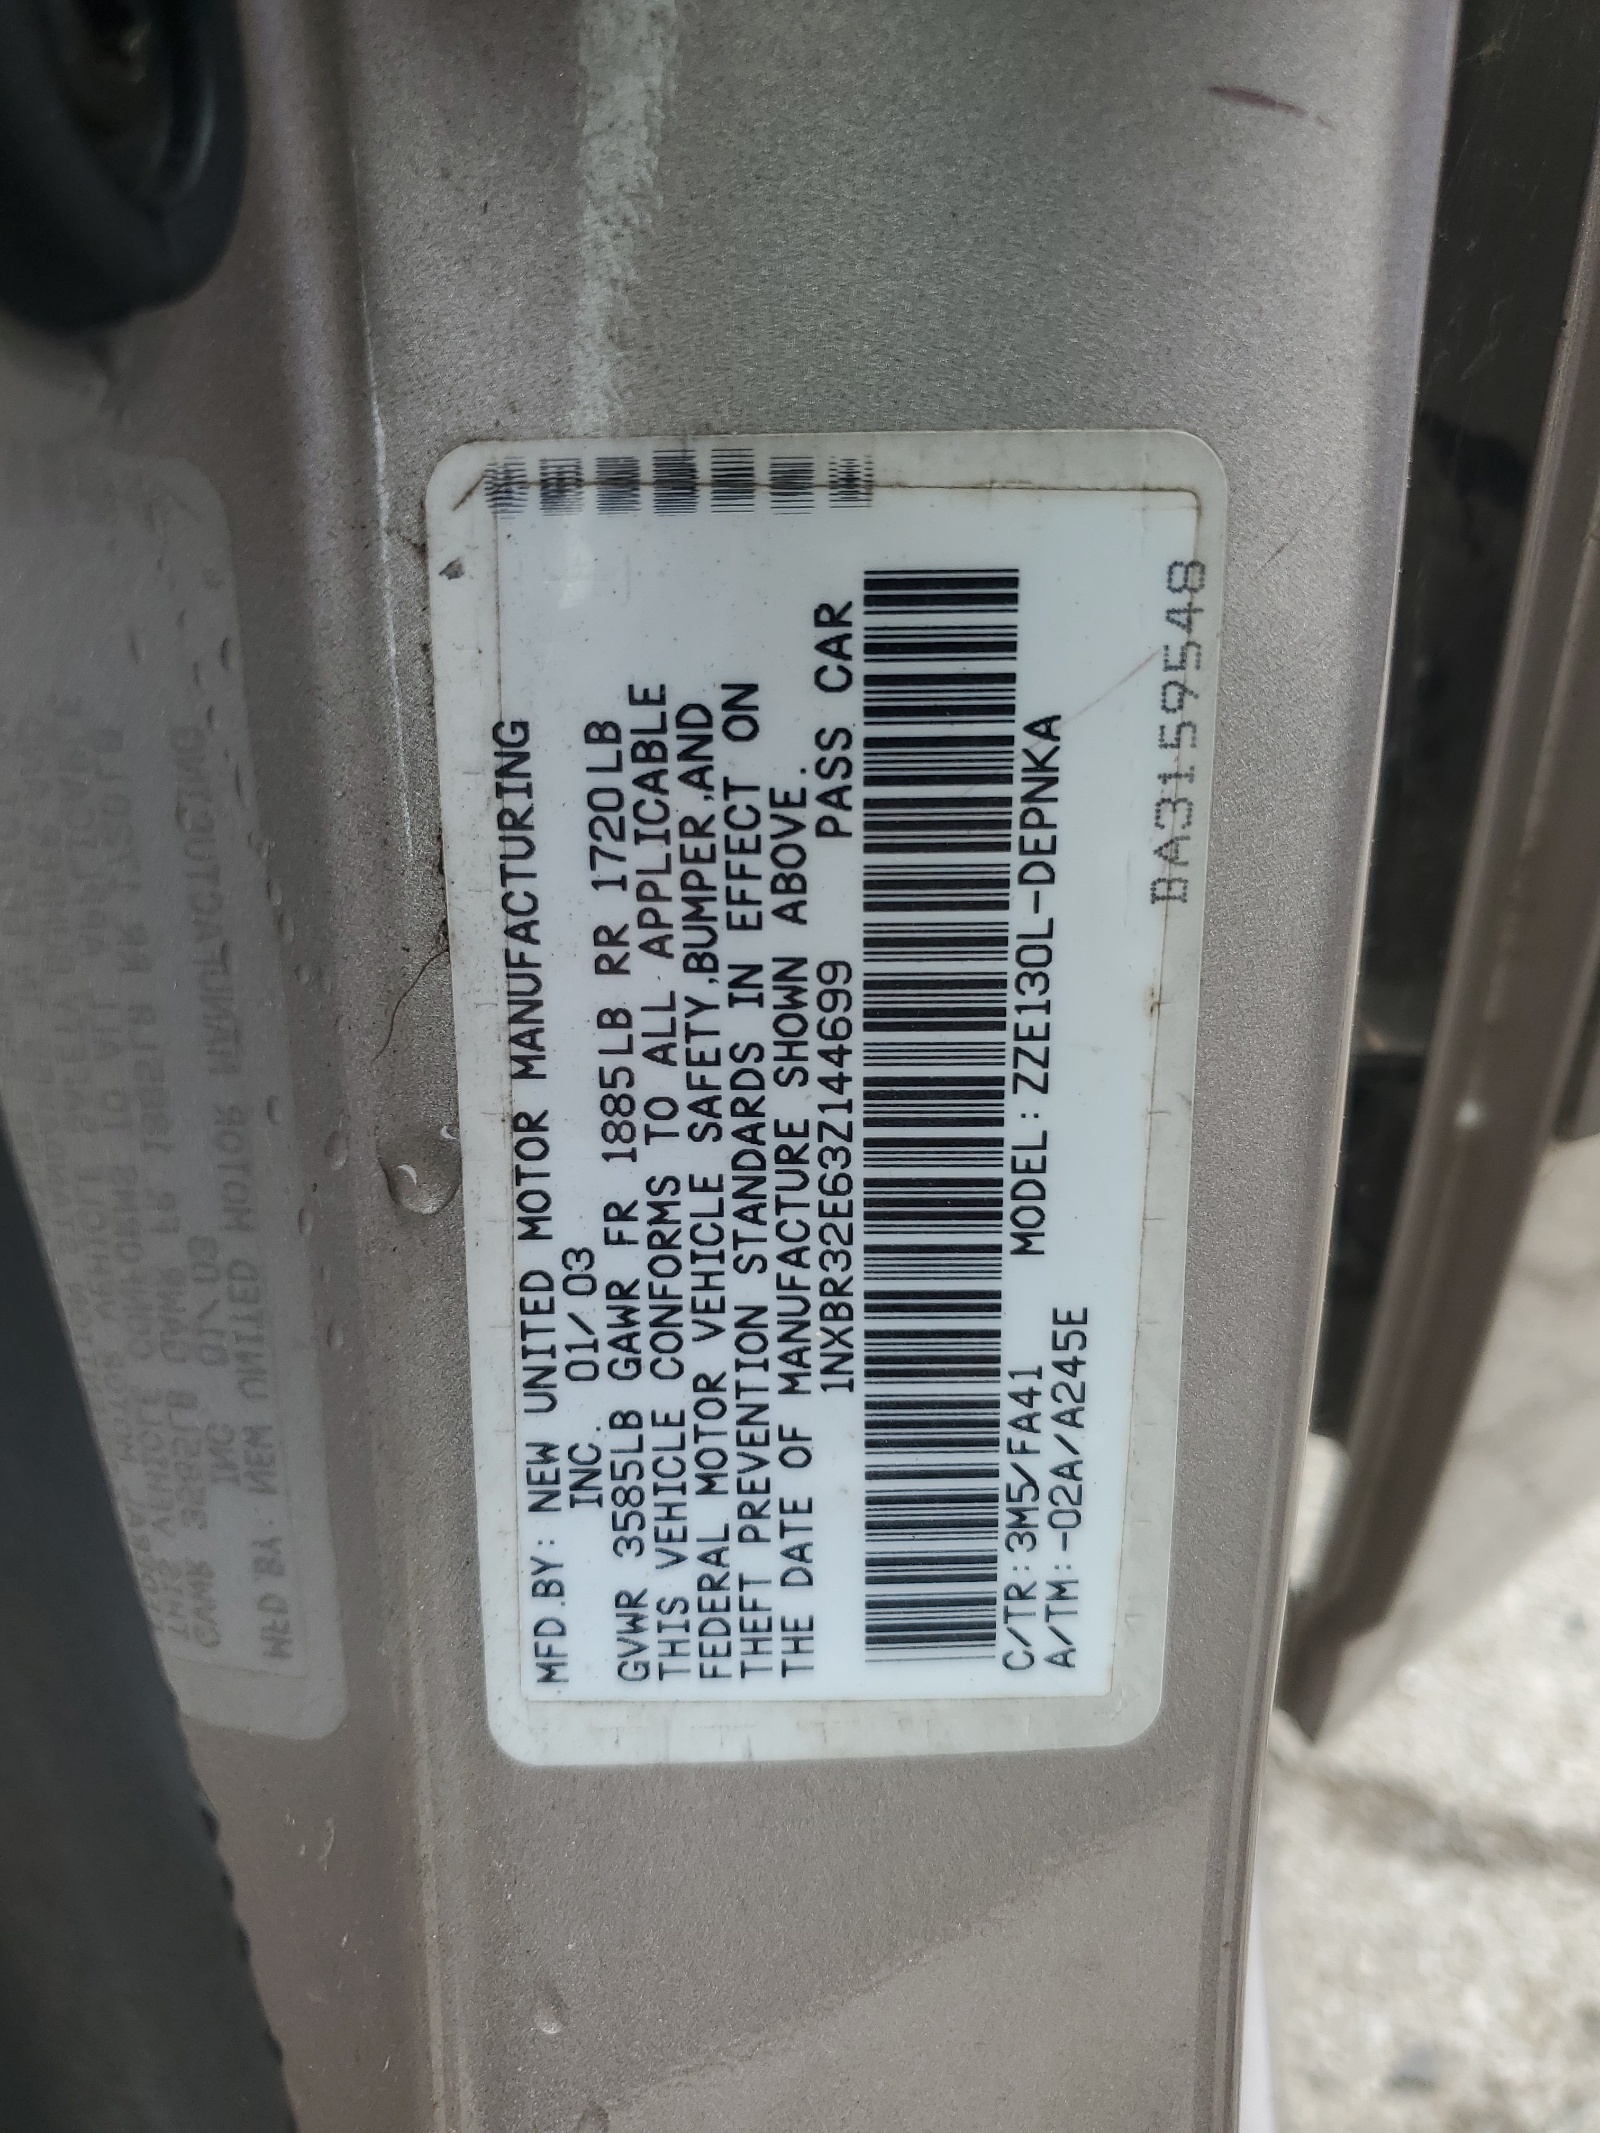 MFD.BY: NEW UNITED MOTOR MANUFACTURING
INC. 01/03
GVWR 3585LB GAWR FR 1885LB RR 1720LB
THIS VEHICLE CONFORMS TO ALL APPLICABLE
FEDERAL MOTOR VEHICLE SAFETY,BUMPER,AND
THEFT PREVENTION STANDARDS IN EFFECT ON
THE DATE OF MANUFACTURE SHOWN ABOVE.
1NXBR32E63Z144699 PASS CAR
C/TR:3M5/FA41 MODEL:ZZE130L-DEPNKA
A/TM:-02A/A245E
BA3159548